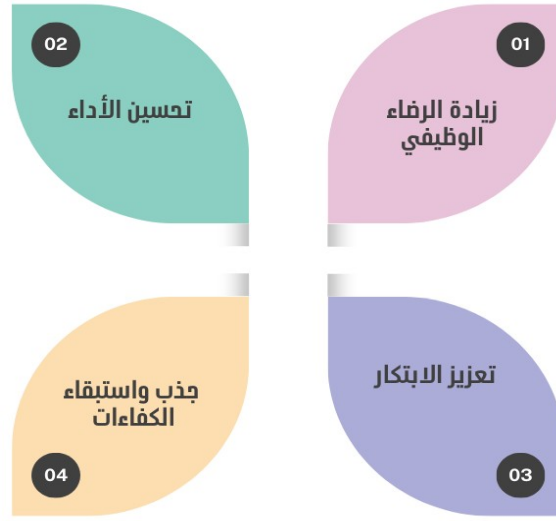 01
زيادة الرضاء
الوظيفي
02
تحسين الأداء
03
تعزيز الابتكار
04
جذب واستبقاء
الكفاءات